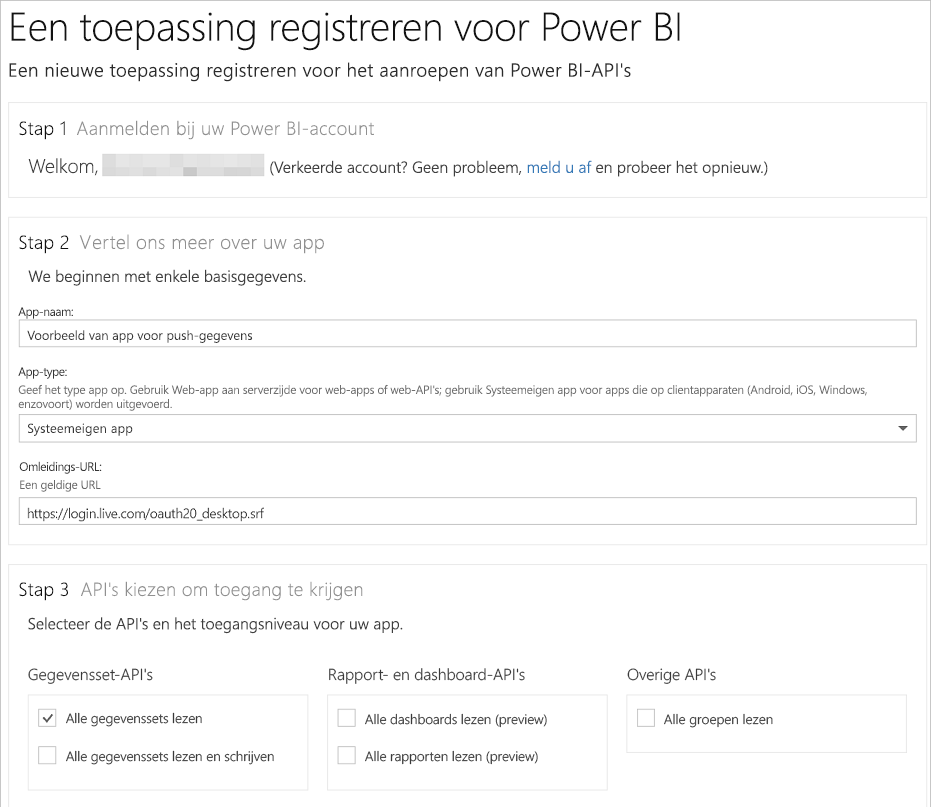 Een toepassing registreren voor Power BI
Een nieuwe toepassing registreren voor het aanroepen van Power BI-API's
Stap 1 Aanmelden bij uw Power BI-account
Welkom, (Verkeerde account? Geen probleem, meld u af en probeer het opnieuw.)
Stap 2 Vertel ons meer over uw app
We beginnen met enkele basisgegevens.
App-naam:
Voorbeeld van app voor push-gegevens
App-type:
Geef het type app op. Gebruik Web-app aan serverzijde voor web-apps of web-API's; gebruik Systeemeigen app voor apps die op clientapparaten (Android, iOS, Windows,
enzovoort) worden uitgevoerd.
Systeemeigen app
Omleidings-URL:
Een geldige URL
https://login.live.com/oauth20_desktop.srf
Stap 3 API's kiezen om toegang te krijgen
Selecteer de API's en het toegangsniveau voor uw app.
Gegevensset-API's
Alle gegevenssets lezen
Alle gegevenssets lezen en schrijven
Rapport- en dashboard-API's
Alle dashboards lezen (preview)
Alle rapporten lezen (preview)
Overige API's
Alle groepen lezen